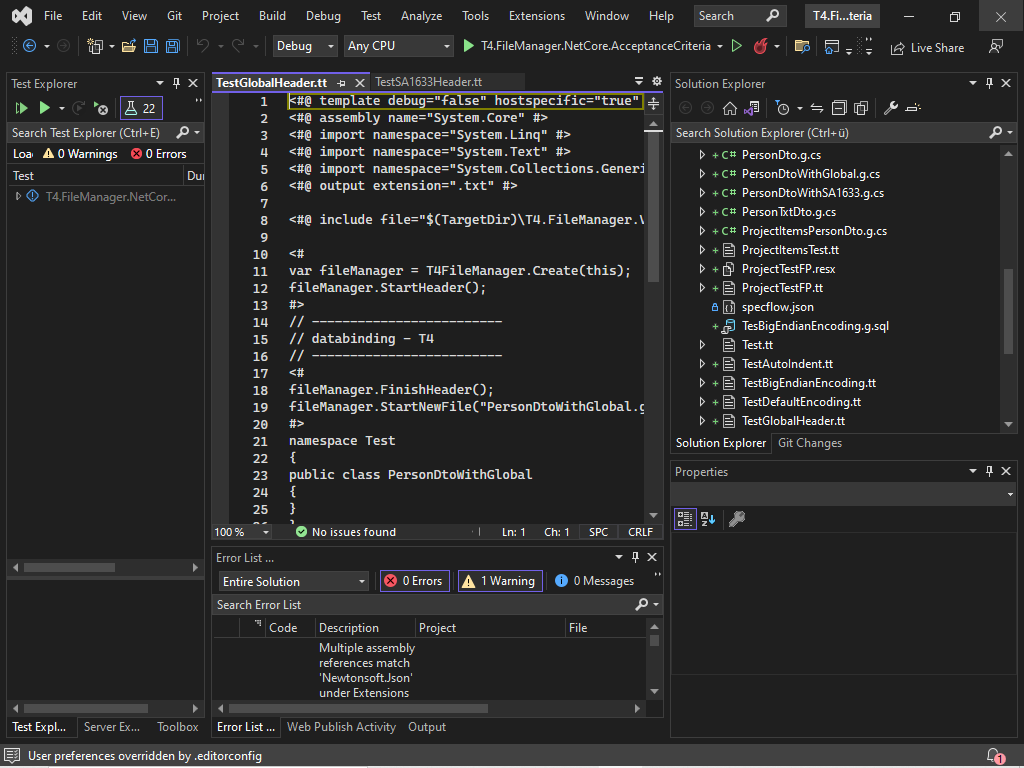 File Edit View Git Project Build Debug Test Analyze Tools Extensions Window Help Search T4.Fi...teria
Debug Any CPU T4.FileManager.NetCore.AcceptanceCriteria Live Share
Test Explorer
22
Search Test Explorer (Ctrl+E)
Loa 0 Warnings 0 Errors
Test Dur
T4.FileManager.NetCor...
TestGlobalHeader.tt TestSA1633Header.tt
1 <#@ template debug="false" hostspecific="true"
2 <#@ assembly name="System.Core" #>
3 <#@ import namespace="System.Linq" #>
4 <#@ import namespace="System.Text" #>
5 <#@ import namespace="System.Collections.Generi
6 <#@ output extension=".txt" #>
7
8 <#@ include file="$(TargetDir)\T4.FileManager.V
9
10 <#
11 var fileManager = T4FileManager.Create(this);
12 fileManager.StartHeader();
13 #>
14 // -------------------------
15 // databinding - T4
16 // -------------------------
17 <#
18 fileManager.FinishHeader();
19 fileManager.StartNewFile("PersonDtoWithGlobal.g
20 #>
21 namespace Test
22 {
23 public class PersonDtoWithGlobal
24 {
25 }
26 }
100 % No issues found Ln: 1 Ch: 1 SPC CRLF
Error List ...
Entire Solution 0 Errors 1 Warning 0 Messages
Search Error List
Code Description Project File
Multiple assembly
references match
'Newtonsoft.Json'
under Extensions
Test Expl... Server Ex... Toolbox
Error List ... Web Publish Activity Output
Solution Explorer
Search Solution Explorer (Ctrl+ü)
C# PersonDto.g.cs
C# PersonDtoWithGlobal.g.cs
C# PersonDtoWithSA1633.g.cs
C# PersonTxtDto.g.cs
C# ProjectItemsPersonDto.g.cs
ProjectItemsTest.tt
ProjectTestFP.resx
ProjectTestFP.tt
specflow.json
TesBigEndianEncoding.g.sql
Test.tt
TestAutoIndent.tt
TestBigEndianEncoding.tt
TestDefaultEncoding.tt
TestGlobalHeader.tt
Solution Explorer Git Changes
Properties
User preferences overridden by .editorconfig
1